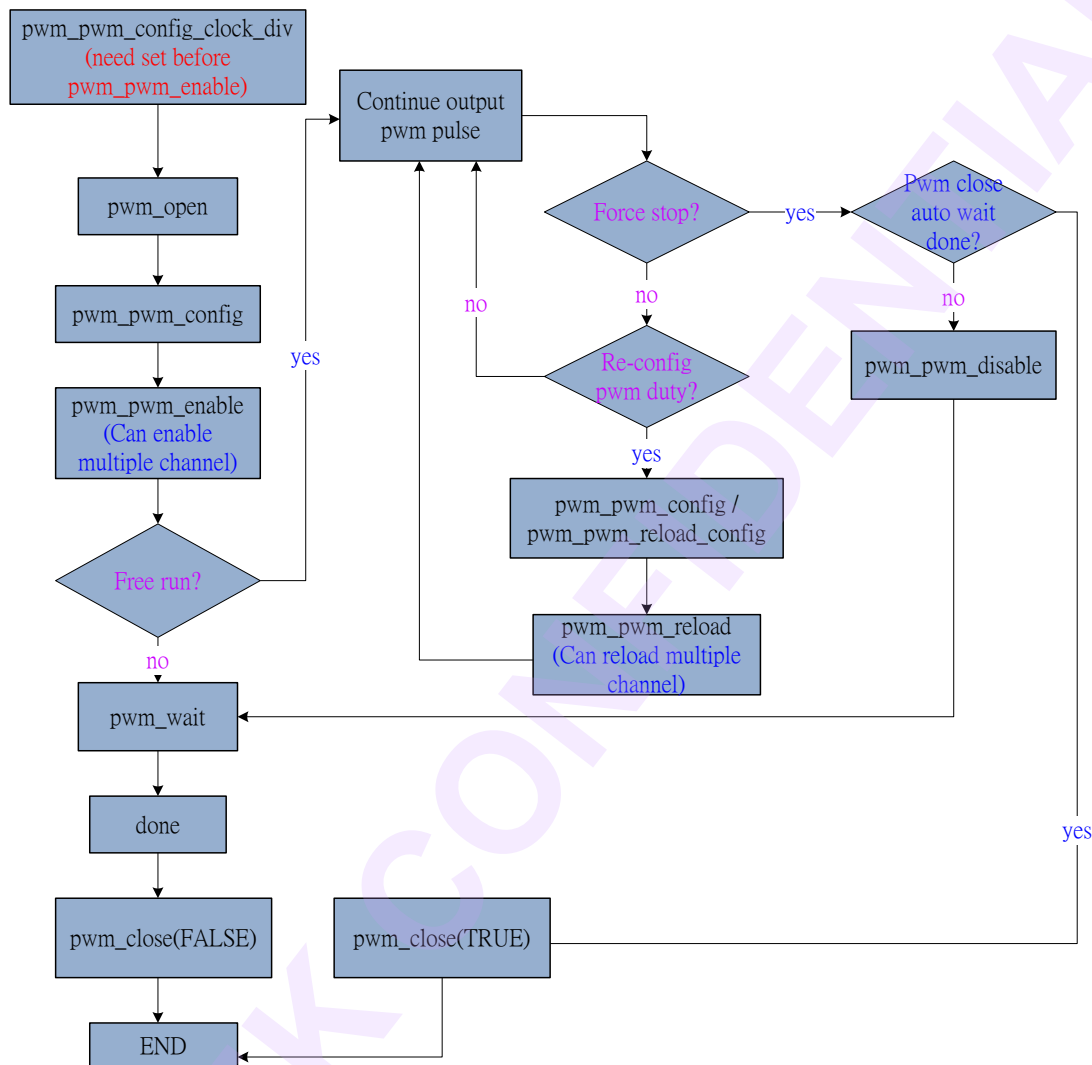 pwm_pwm_config_clock_div
(need set before
pwm_pwm_enable)
pwm_open
pwm_pwm_config
pwm_pwm_enable
(Can enable
multiple channel)
Free run?
yes
no
pwm_wait
done
pwm_close(FALSE)
END
Continue output
pwm pulse
Force stop?
yes
no
Re-config
pwm duty?
no
yes
pwm_pwm_config /
pwm_pwm_reload_config
pwm_pwm_reload
(Can reload multiple
channel)
Pwm close
auto wait
done?
no
pwm_pwm_disable
yes
pwm_close(TRUE)
K CONFIDENTIA